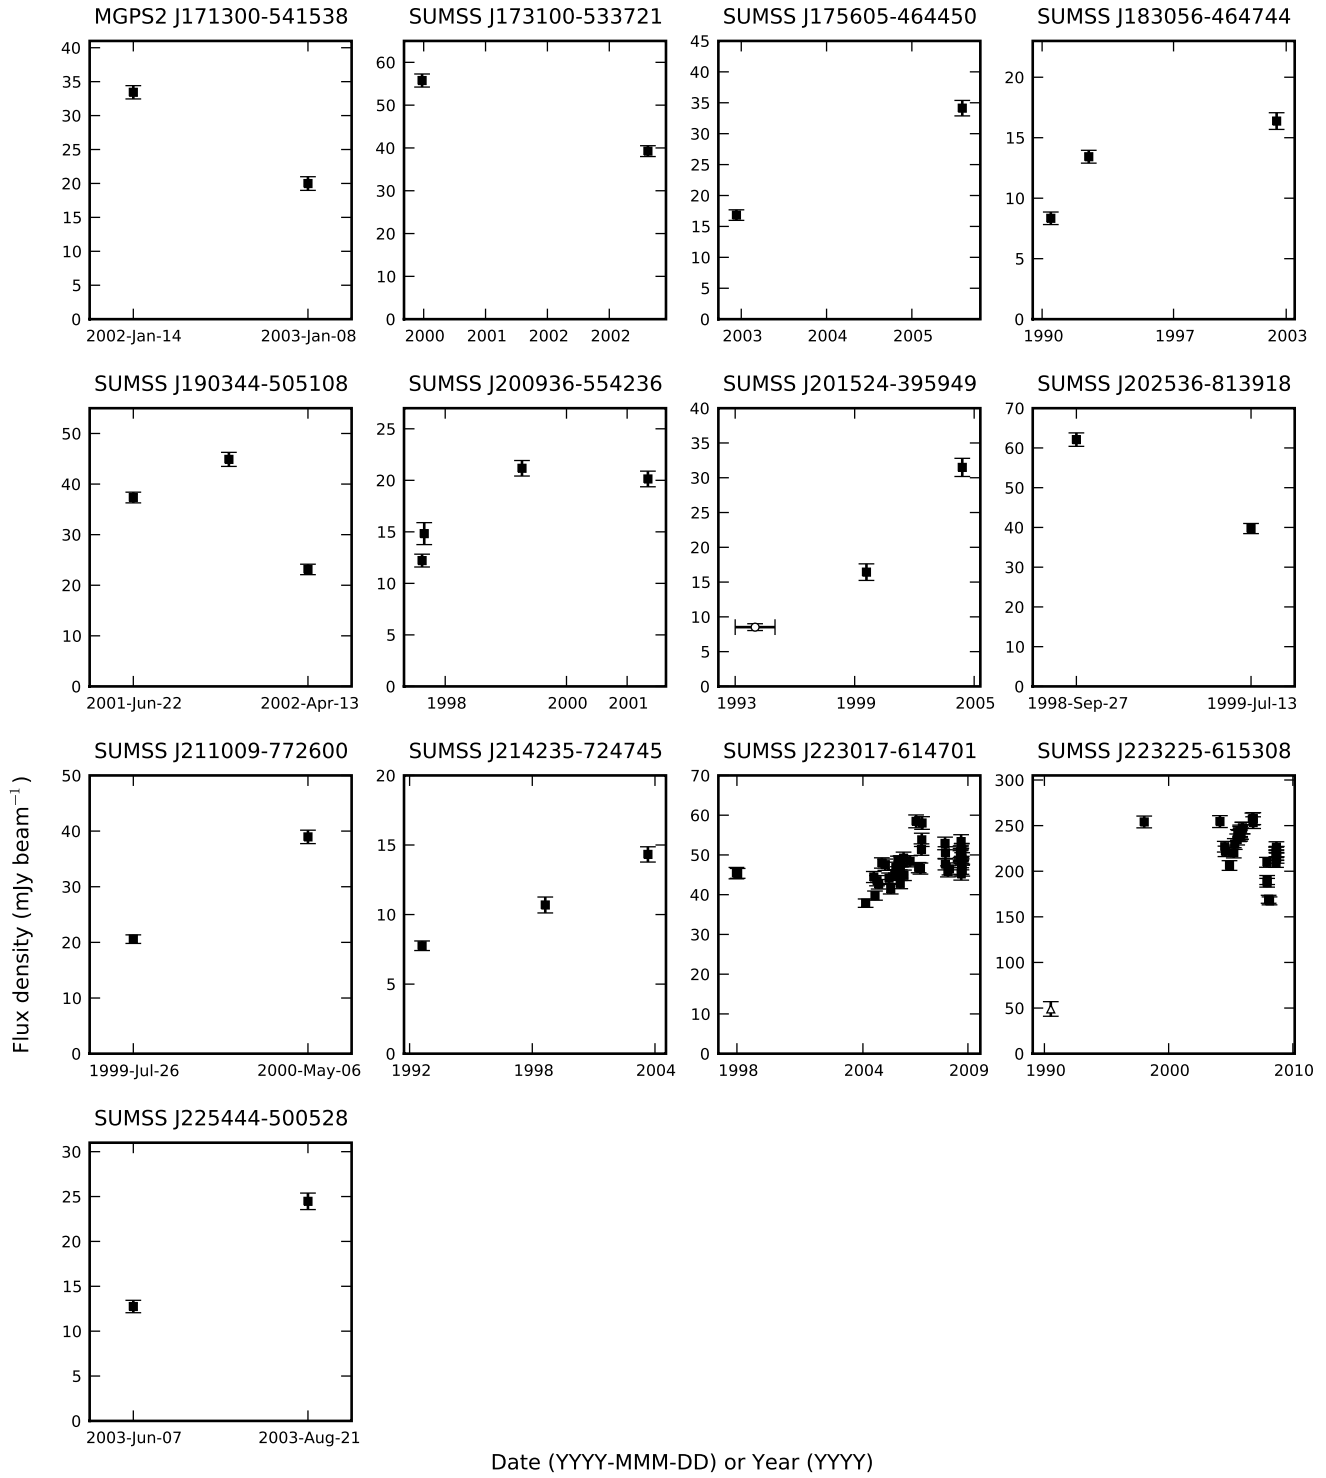 MGPS2 J171300-541538 SUMSS J173100-533721 SUMSS J175605-464450 SUMSS J183056-464744
40 35 30 25 20 15 10 5 0
2002-Jan-14 2003-Jan-08
60 50 40 30 20 10 0
2000 2001 2002 2002
45 40 35 30 25 20 15 10 5 0
2003 2004 2005
20 15 10 5 0
1990 1997 2003
SUMSS J190344-505108 SUMSS J200936-554236 SUMSS J201524-395949 SUMSS J202536-813918
50 40 30 20 10 0
2001-Jun-22 2002-Apr-13
25 20 15 10 5 0
1998 2000 2001
40 35 30 25 20 15 10 5 0
1993 1999 2005
70 60 50 40 30 20 10 0
1998-Sep-27 1999-Jul-13
SUMSS J211009-772600 SUMSS J214235-724745 SUMSS J223017-614701 SUMSS J223225-615308
50 40 30 20 10 0
1999-Jul-26 2000-May-06
20 15 10 5 0
1992 1998 2004
70 60 50 40 30 20 10 0
1998 2004 2009
300 250 200 150 100 50 0
1990 2000 2010
SUMSS J225444-500528
30 25 20 15 10 5 0
2003-Jun-07 2003-Aug-21
Flux density (mJy beam⁻¹)
Date (YYYY-MMM-DD) or Year (YYYY)